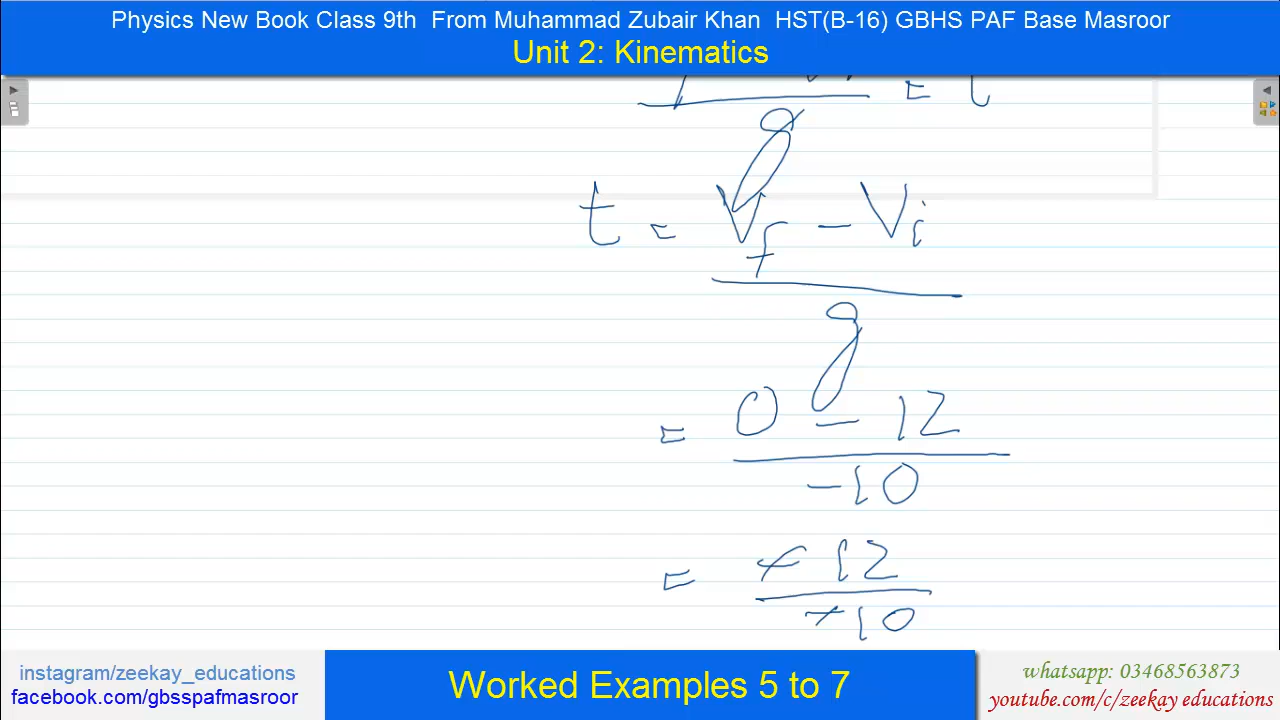 Physics New Book Class 9th From Muhammad Zubair Khan HST(B-16) GBHS PAF Base Masroor
Unit 2: Kinematics
= t
g
t = Vf - Vi
g
= 0 - 12
-10
= -12
-10
instagram/zeekay_educations
facebook.com/gbsspafmasroor
Worked Examples 5 to 7
whatsapp: 03468563873
youtube.com/c/zeekay educations